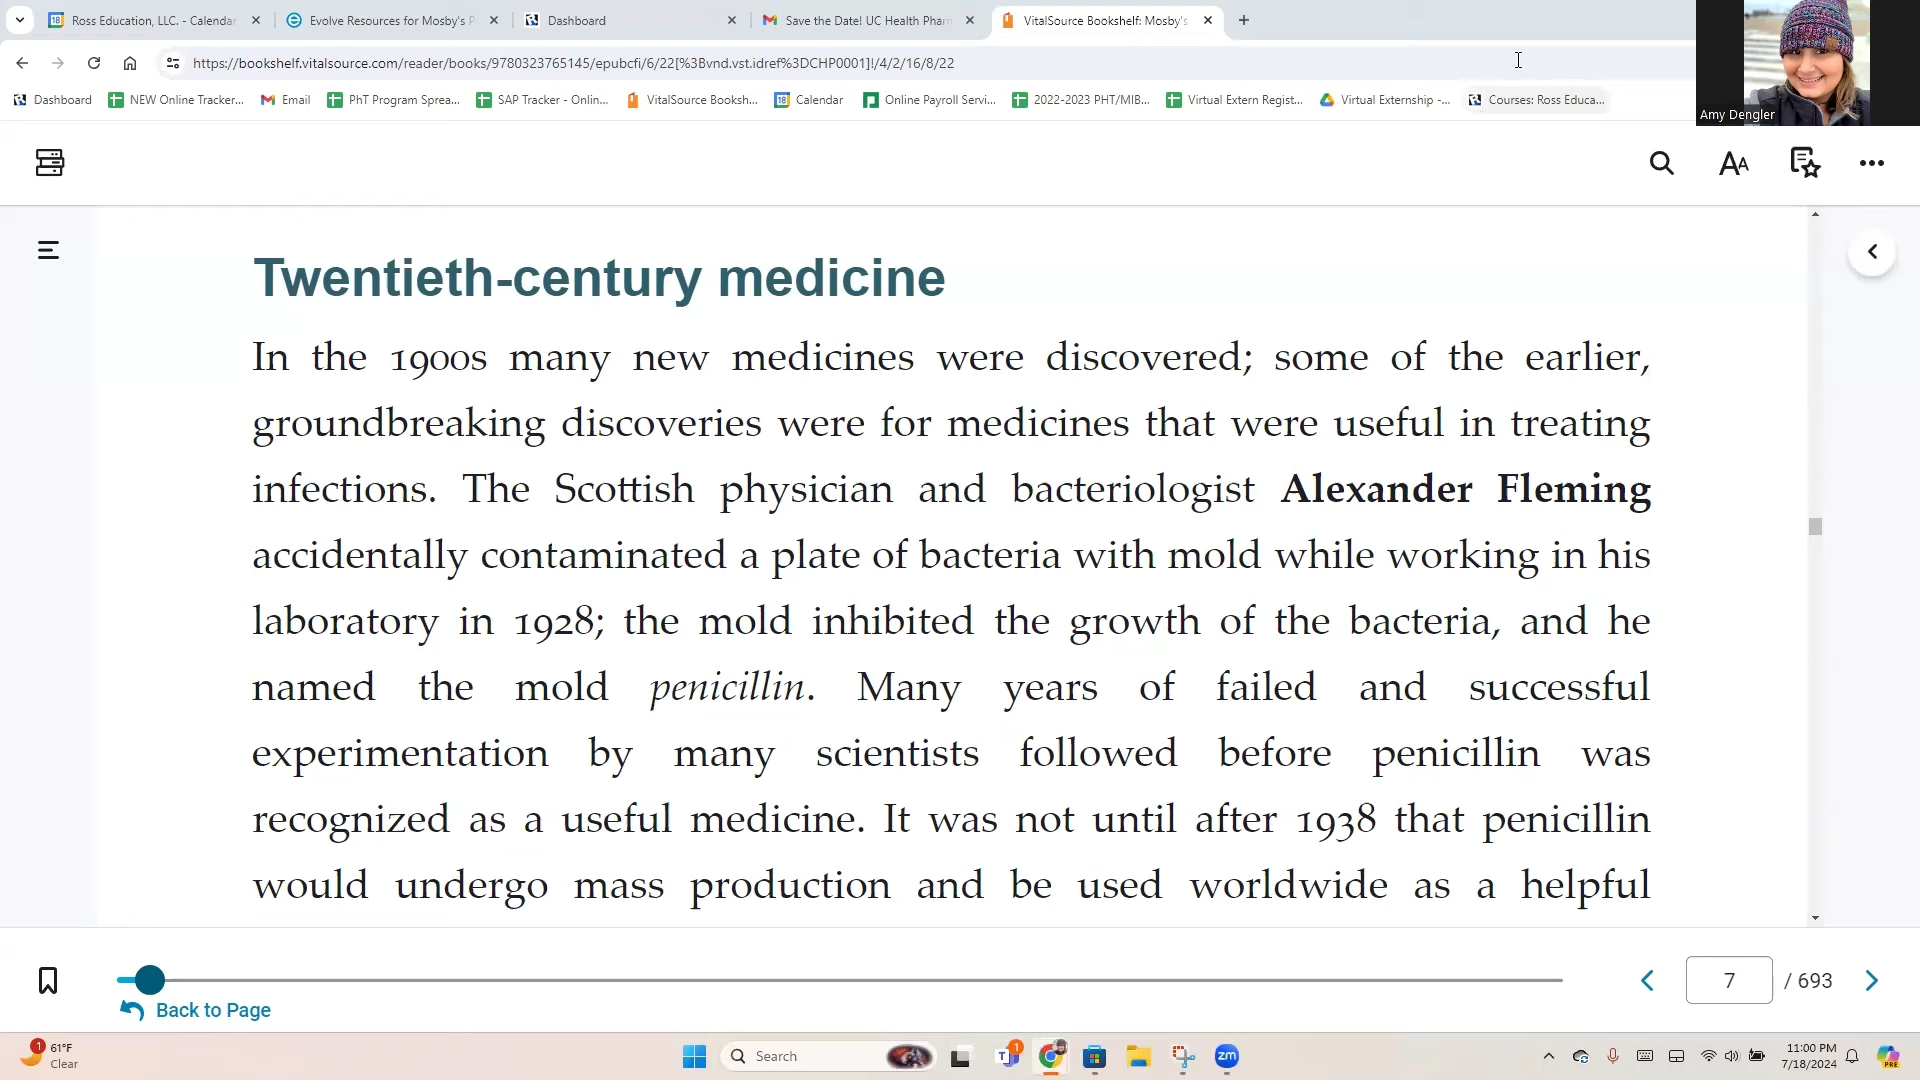 Ross Education, LLC. - Calendar
Evolve Resources for Mosby's P
Dashboard
Save the Date! UC Health Pharm
VitalSource Bookshelf: Mosby's
https://bookshelf.vitalsource.com/reader/books/9780323765145/epubcfi/6/22[%3Bvnd.vst.idref%3DCHP0001]!/4/2/16/8/22
Dashboard
NEW Online Tracker...
Email
PhT Program Sprea...
SAP Tracker - Onlin...
VitalSource Booksh...
Calendar
Online Payroll Servi...
2022-2023 PHT/MIB...
Virtual Extern Regist...
Virtual Externship -...
Courses: Ross Educa...
Amy Dengler
AA
Twentieth-century medicine
In the 1900s many new medicines were discovered; some of the earlier,
groundbreaking discoveries were for medicines that were useful in treating
infections. The Scottish physician and bacteriologist Alexander Fleming
accidentally contaminated a plate of bacteria with mold while working in his
laboratory in 1928; the mold inhibited the growth of the bacteria, and he
named the mold penicillin. Many years of failed and successful
experimentation by many scientists followed before penicillin was
recognized as a useful medicine. It was not until after 1938 that penicillin
would undergo mass production and be used worldwide as a helpful
Back to Page
7 / 693
1
61°F
Clear
Search
1
zm
11:00 PM
7/18/2024
PRE